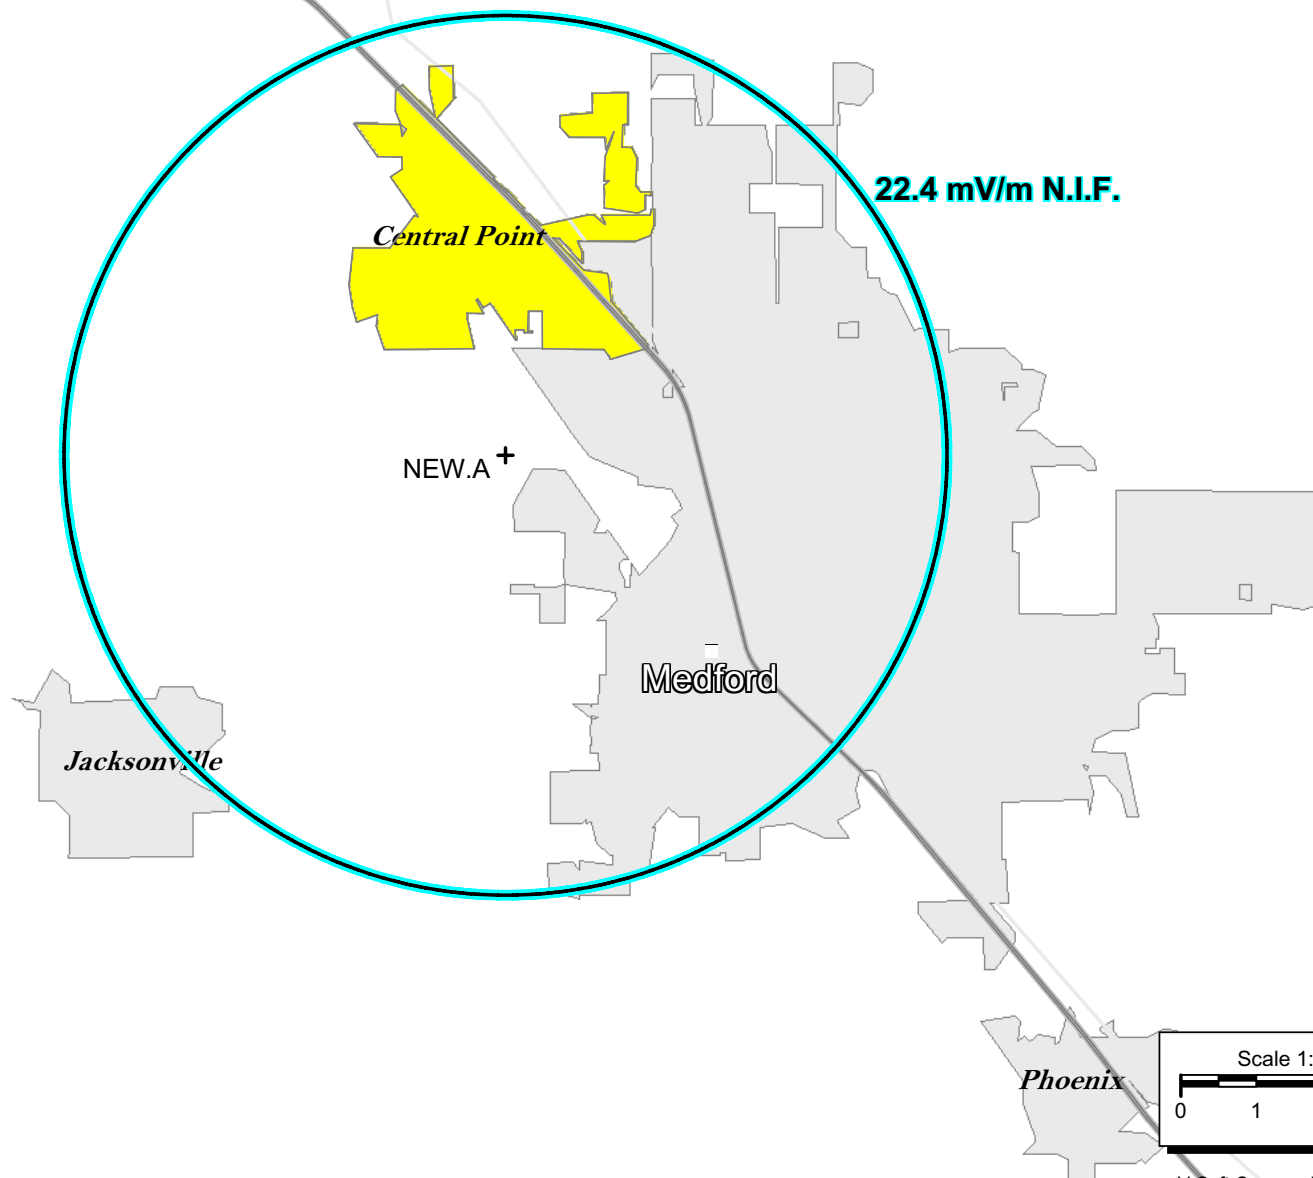 22.4 mV/m N.I.F.
Central Point
NEW.A
Medford
Jacksonville
Scale 1:
Phoenix
0 1